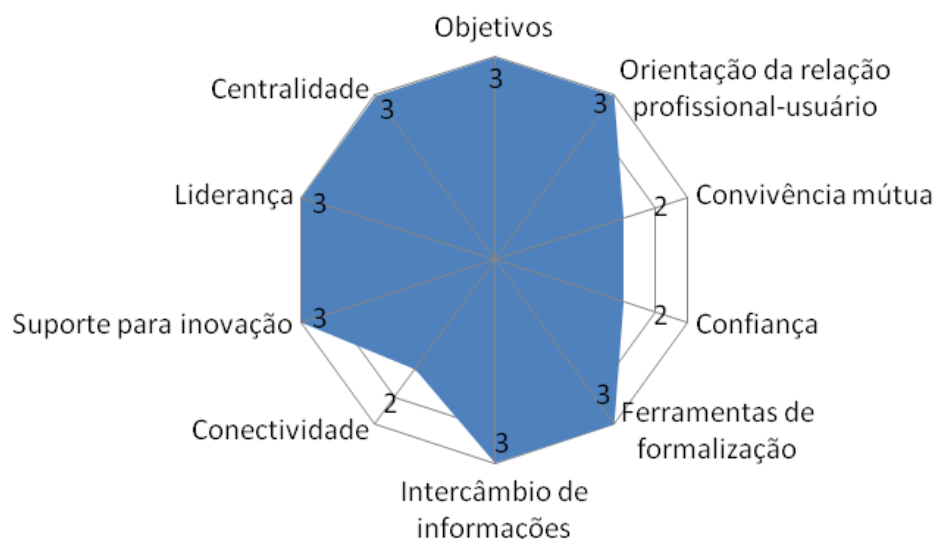 Objetivos
3
Orientação da relação
profissional-usuário
3
Convivência mútua
2
Confiança
2
Ferramentas de
formalização
3
Intercâmbio de
informações
3
Conectividade
2
Suporte para inovação
3
Liderança
3
Centralidade
3